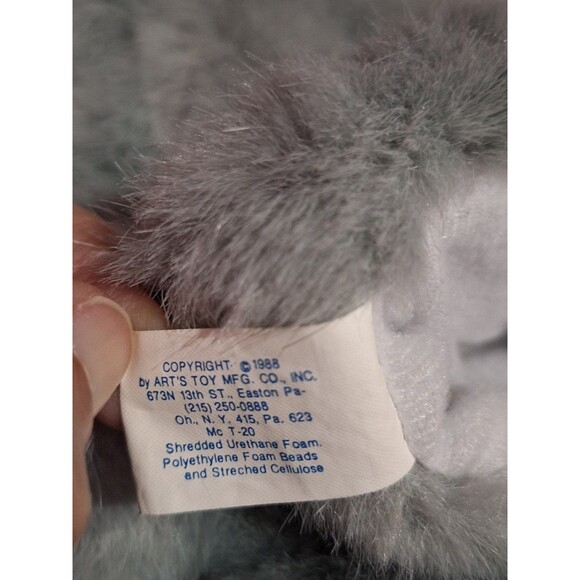 COPYRIGHT ©1988
by ART'S TOY MFG. CO., INC.
673N 13th ST., Easton Pa-
(215) 250-0888
Oh., N. Y. 415, Pa. 623
Mc T-20
Shredded Urethane Foam.
Polyethylene Foam Beads
and Streched Cellulose